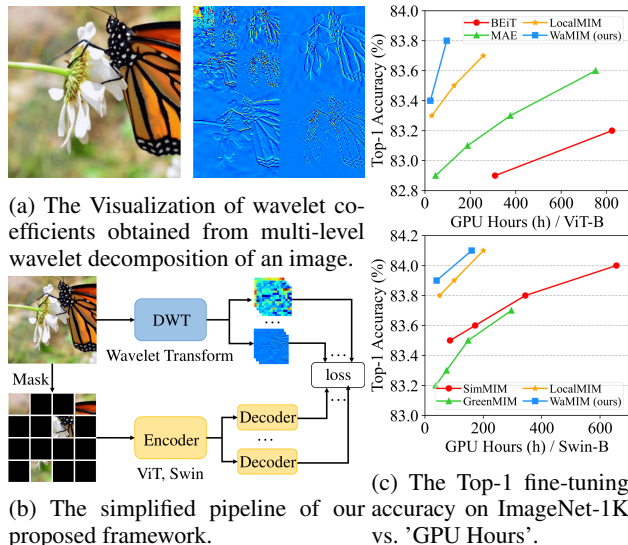 (a) The Visualization of wavelet co-
efficients obtained from multi-level
wavelet decomposition of an image.
DWT
Wavelet Transform
...
...
loss
...
Mask
Encoder
ViT, Swin
Decoder
...
Decoder
(b) The simplified pipeline of our
proposed framework.
84.0
83.8
83.6
83.4
83.2
83.0
82.8
Top-1 Accuracy (%)
BEiT
MAE
LocalMIM
WaMIM (ours)
0 200 400 600 800
GPU Hours (h) / ViT-B
84.2
84.0
83.8
83.6
83.4
83.2
83.0
Top-1 Accuracy (%)
SimMIM
GreenMIM
LocalMIM
WaMIM (ours)
0 200 400 600
GPU Hours (h) / Swin-B
(c) The Top-1 fine-tuning
accuracy on ImageNet-1K
vs. 'GPU Hours'.